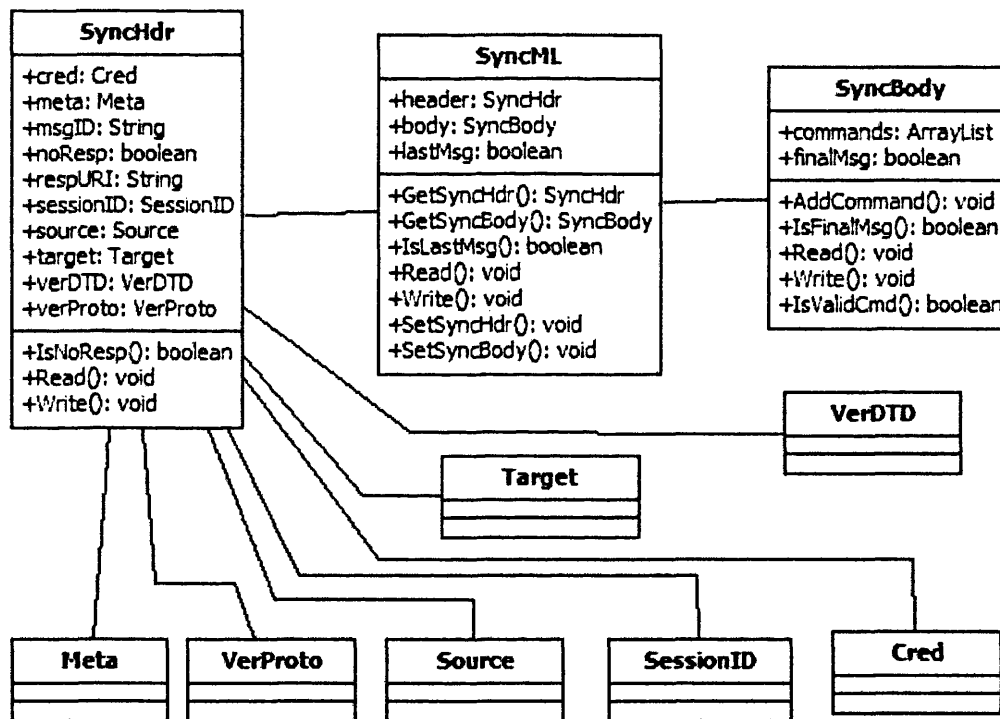 SyncHdr
+cred: Cred
+meta: Meta
+msgID: String
+noResp: boolean
+respURI: String
+sessionID: SessionID
+source: Source
+target: Target
+verDTD: VerDTD
+verProto: VerProto
+IsNoResp(): boolean
+Read(): void
+Write(): void
SyncML
+header: SyncHdr
+body: SyncBody
+lastMsg: boolean
+GetSyncHdr(): SyncHdr
+GetSyncBody(): SyncBody
+IsLastMsg(): boolean
+Read(): void
+Write(): void
+SetSyncHdr(): void
+SetSyncBody(): void
SyncBody
+commands: ArrayList
+finalMsg: boolean
+AddCommand(): void
+IsFinalMsg(): boolean
+Read(): void
+Write(): void
+IsValidCmd(): boolean
VerDTD
Target
Meta
VerProto
Source
SessionID
Cred